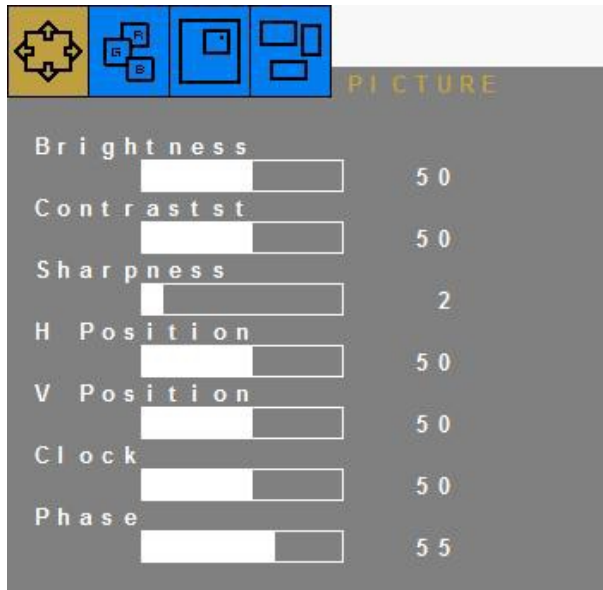 R
G
B
PICTURE
Brightness
50
Contrastst
50
Sharpness
2
H Position
50
V Position
50
Clock
50
Phase
55